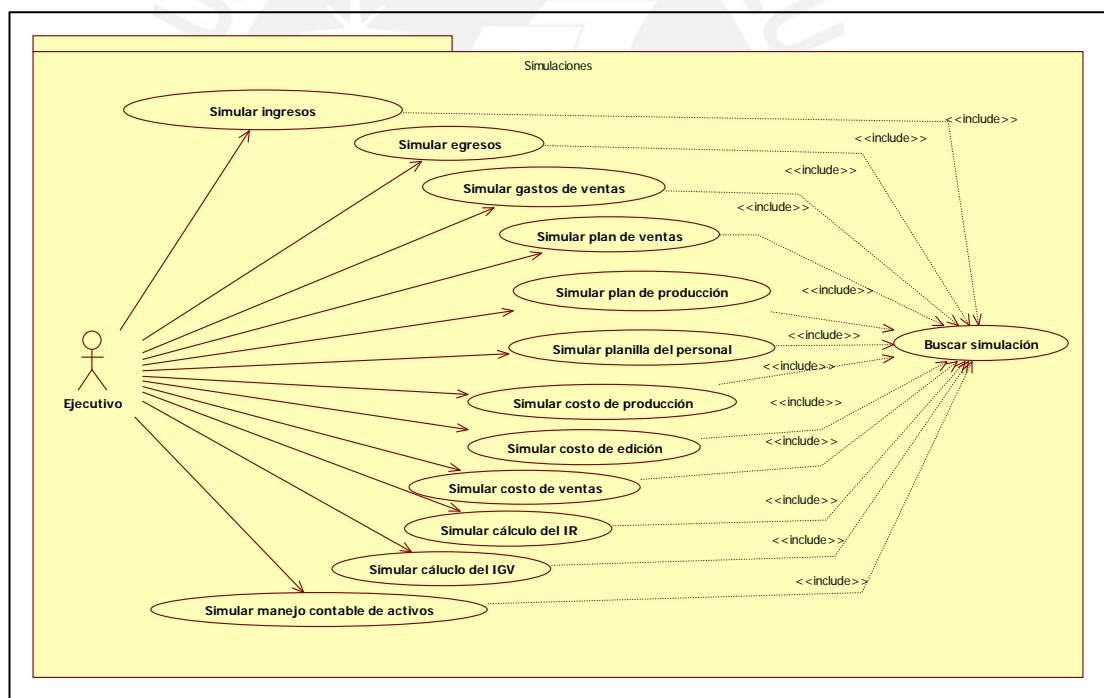 Simulaciones
Simular ingresos
<<include>>
Simular egresos
<<include>>
<<include>>
Simular gastos de ventas
<<include>>
Simular plan de ventas
Simular plan de producción
<<include>>
Simular planilla del personal
<<include>>
Buscar simulación
<<include>>
Ejecutivo
Simular costo de producción
<<include>>
Simular costo de edición
<<include>>
Simular costo de ventas
<<include>>
Simular cálculo del IR
<<include>>
Simular cáluclo del IGV
<<include>>
Simular manejo contable de activos